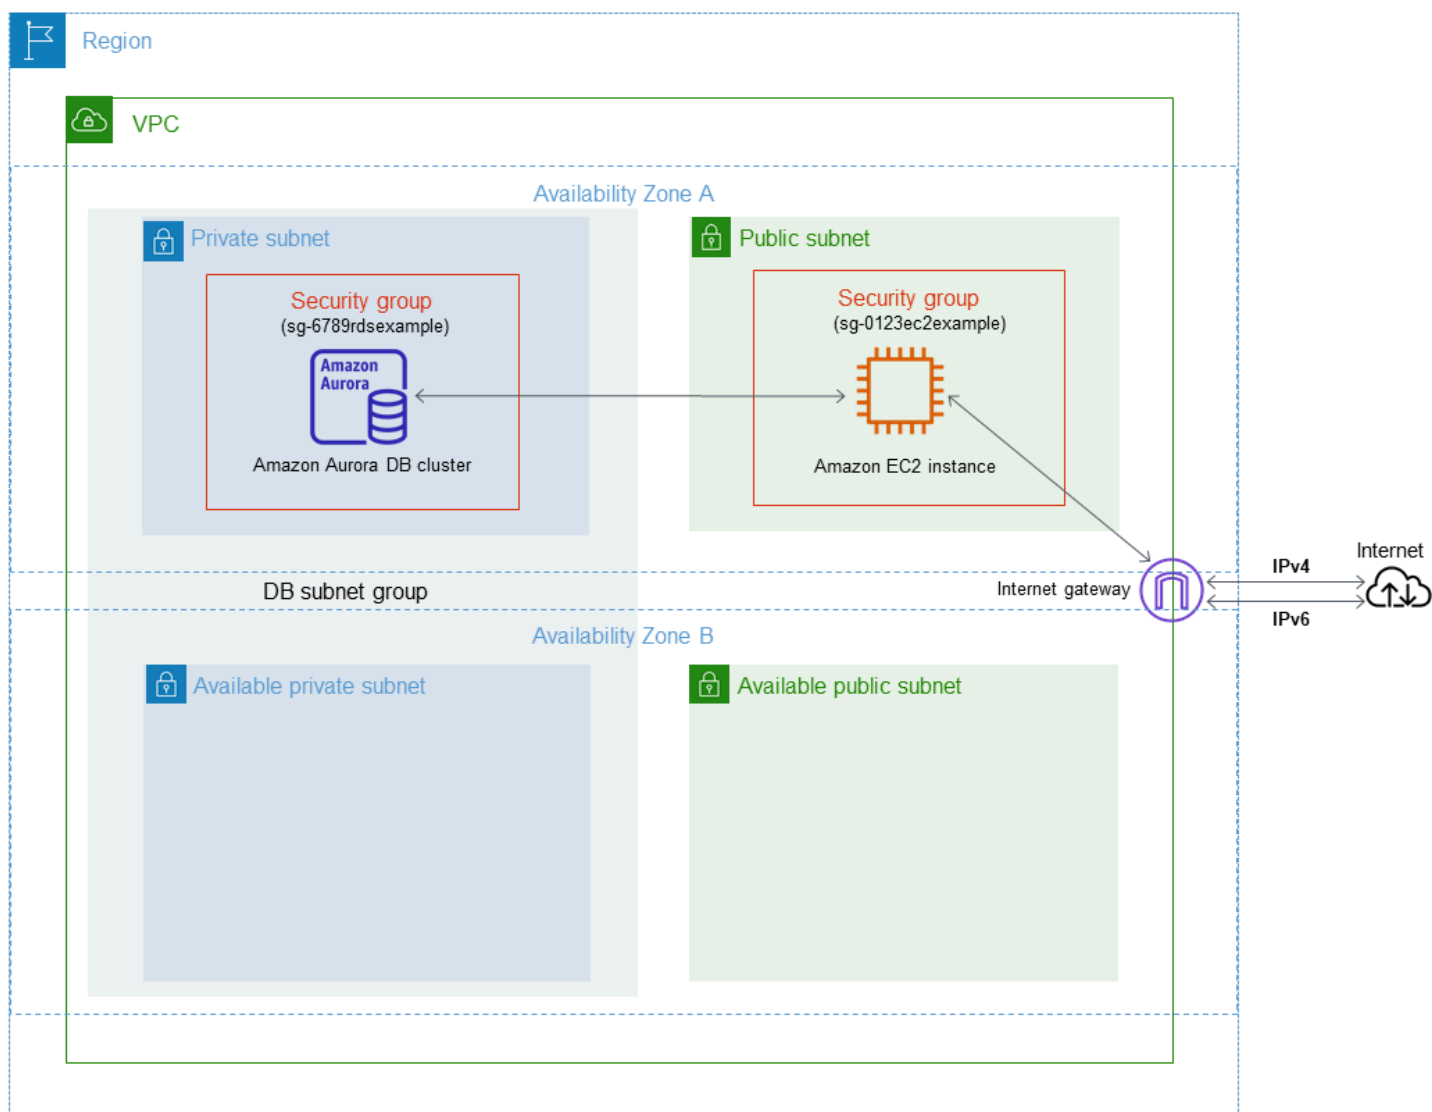 Region
VPC
Availability Zone A
Private subnet
Public subnet
Security group
(sg-6789rdsexample)
Amazon
Aurora
Amazon Aurora DB cluster
Security group
(sg-0123ec2example)
Amazon EC2 instance
DB subnet group
Internet gateway
IPv4
IPv6
Internet
Availability Zone B
Available private subnet
Available public subnet